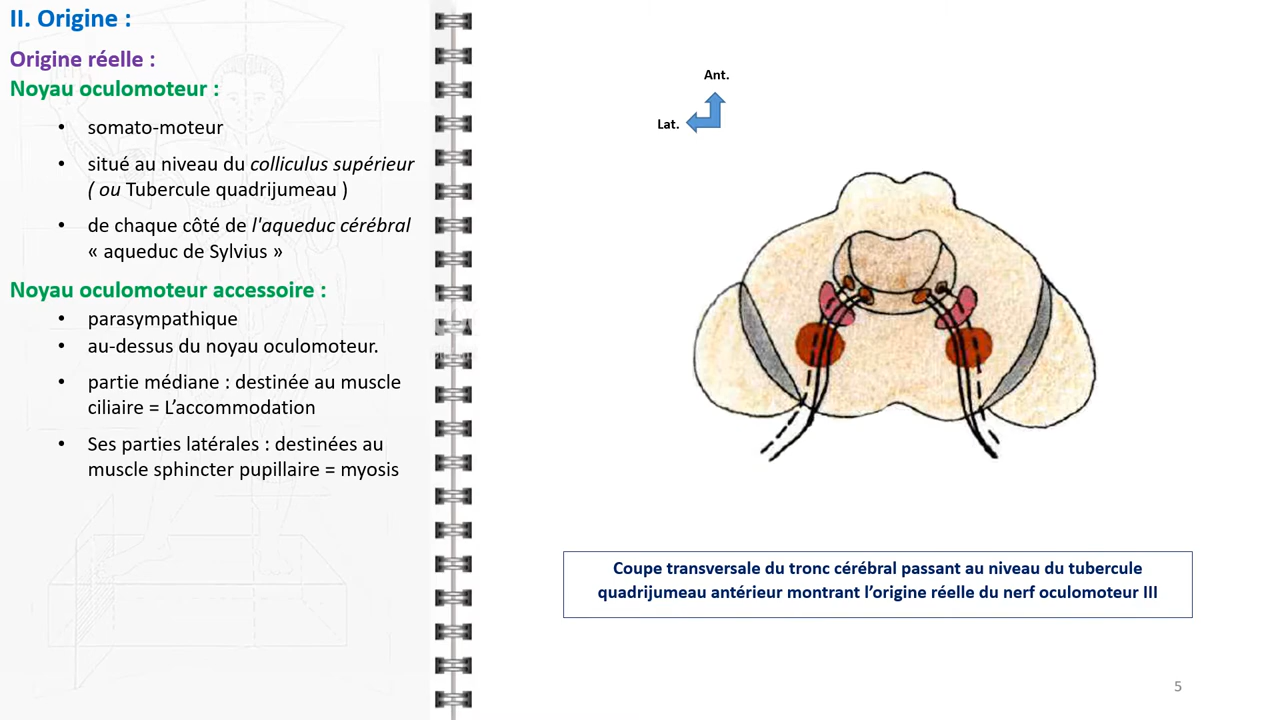 II. Origine :
Origine réelle :
Noyau oculomoteur :
• somato-moteur
• situé au niveau du colliculus supérieur
( ou Tubercule quadrijumeau )
• de chaque côté de l'aqueduc cérébral
« aqueduc de Sylvius »
Noyau oculomoteur accessoire :
• parasympathique
• au-dessus du noyau oculomoteur.
• partie médiane : destinée au muscle
ciliaire = L’accommodation
• Ses parties latérales : destinées au
muscle sphincter pupillaire = myosis
Ant.
Lat.
Coupe transversale du tronc cérébral passant au niveau du tubercule
quadrijumeau antérieur montrant l’origine réelle du nerf oculomoteur III
5